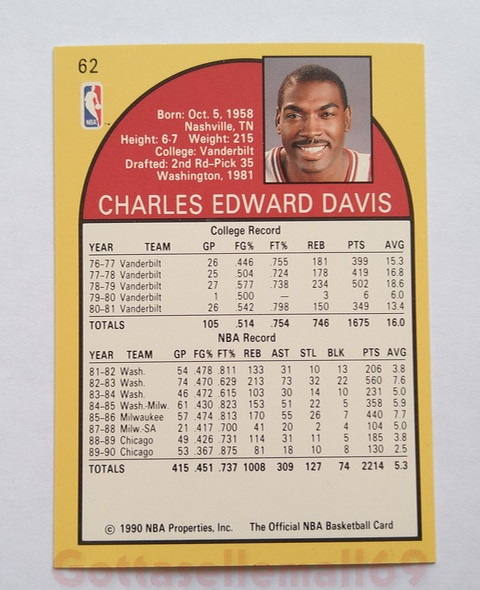 62
NBA
Born: Oct. 5, 1958
Nashville, TN
Height: 6-7 Weight: 215
College: Vanderbilt
Drafted: 2nd Rd-Pick 35
Washington, 1981
CHARLES EDWARD DAVIS
College Record
YEAR TEAM GP FG% FT% REB PTS AVG
76-77 Vanderbilt 26 .446 .755 181 399 15.3
77-78 Vanderbilt 25 .504 .724 178 419 16.8
78-79 Vanderbilt 27 .577 .738 234 502 18.6
79-80 Vanderbilt 1 .500 — 3 6 6.0
80-81 Vanderbilt 26 .542 .798 150 349 13.4
TOTALS 105 .514 .754 746 1675 16.0
NBA Record
YEAR TEAM GP FG% FT% REB AST STL BLK PTS AVG
81-82 Wash. 54 .478 .811 133 31 10 13 206 3.8
82-83 Wash. 74 .470 .629 213 73 32 22 560 7.6
83-84 Wash. 46 .472 .615 103 30 14 10 231 5.0
84-85 Wash.-Milw. 61 .430 .823 153 51 22 5 358 5.9
85-86 Milwaukee 57 .474 .813 170 55 26 7 440 7.7
87-88 Milw.-SA 21 .417 .700 41 20 2 4 104 5.0
88-89 Chicago 49 .426 .731 114 31 11 5 185 3.8
89-90 Chicago 53 .367 .875 81 18 10 8 130 2.5
TOTALS 415 .451 .737 1008 309 127 74 2214 5.3
© 1990 NBA Properties, Inc. The Official NBA Basketball Card
Gottasellemall69